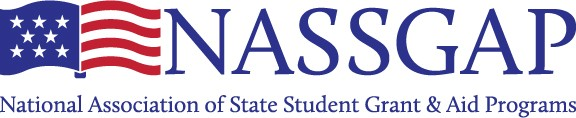 NASSGAP
National Association of State Student Grant & Aid Programs